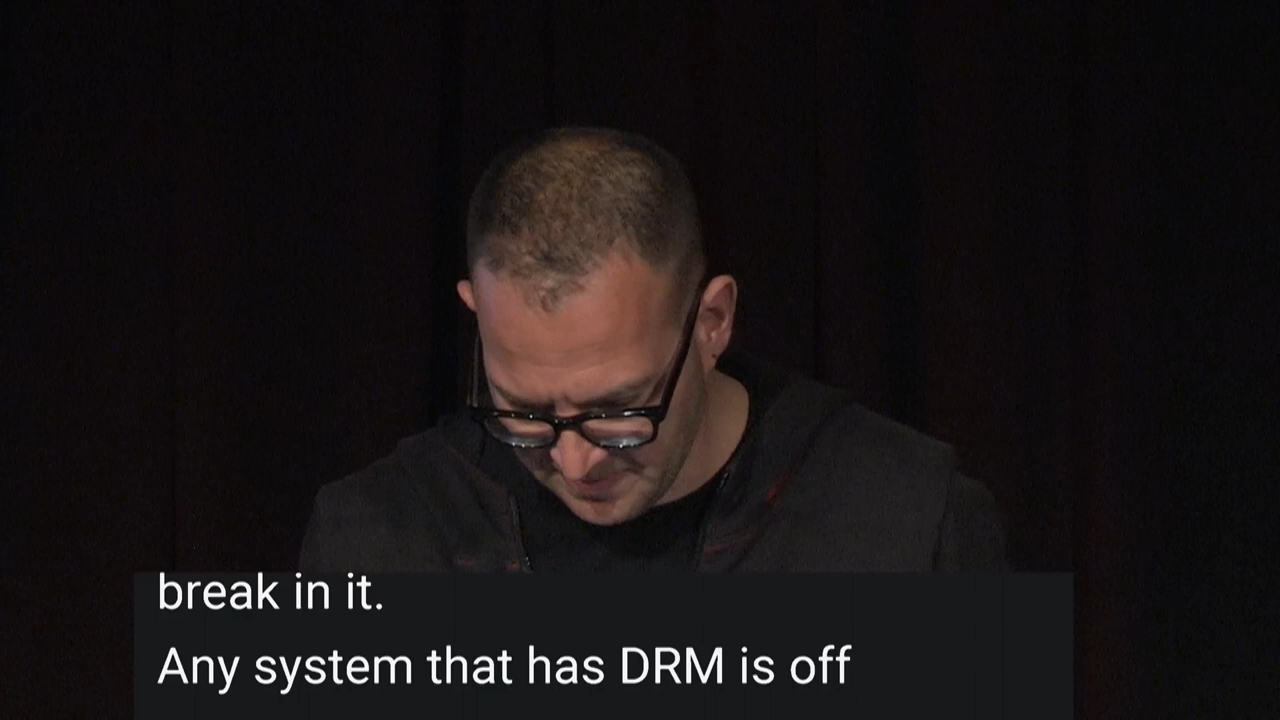 break in it.
Any system that has DRM is off